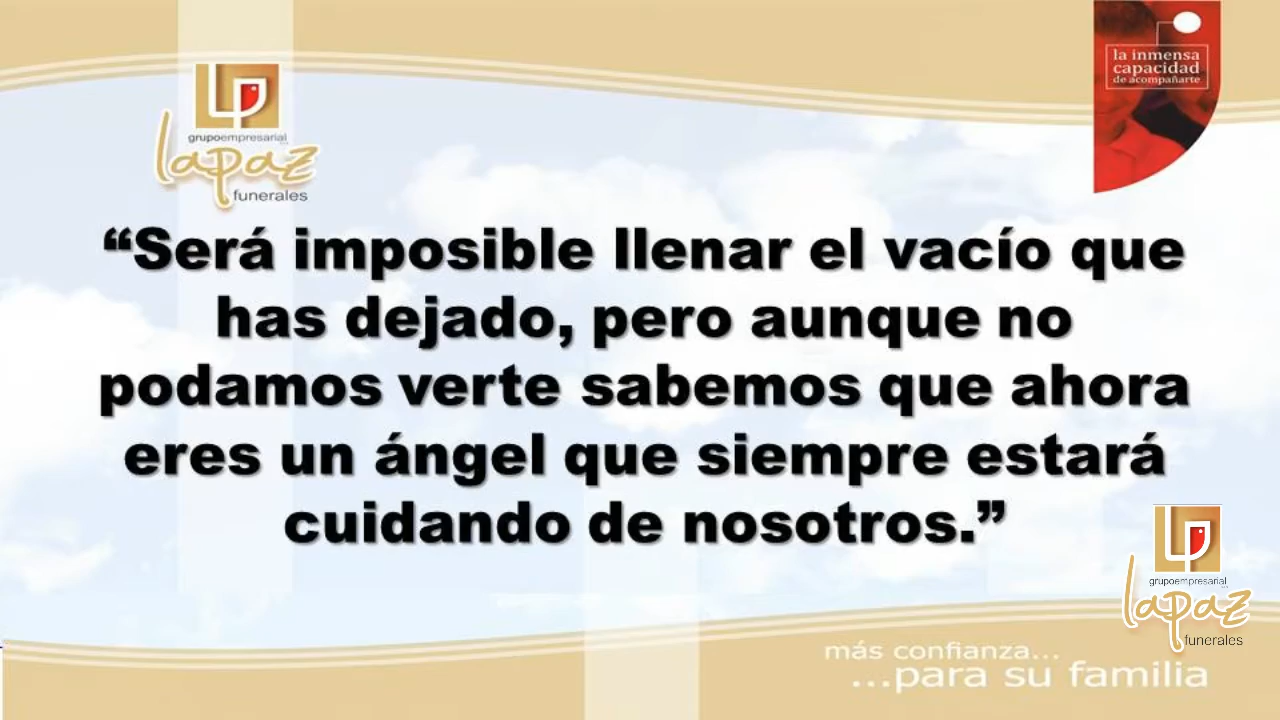 la inmensa
capacidad
de acompañarte
grupoempresarial
lapaz
funerales
“Será imposible llenar el vacío que
has dejado, pero aunque no
podamos verte sabemos que ahora
eres un ángel que siempre estará
cuidando de nosotros.”
grupoempresarial
lapaz
funerales
más confianza...
...para su familia